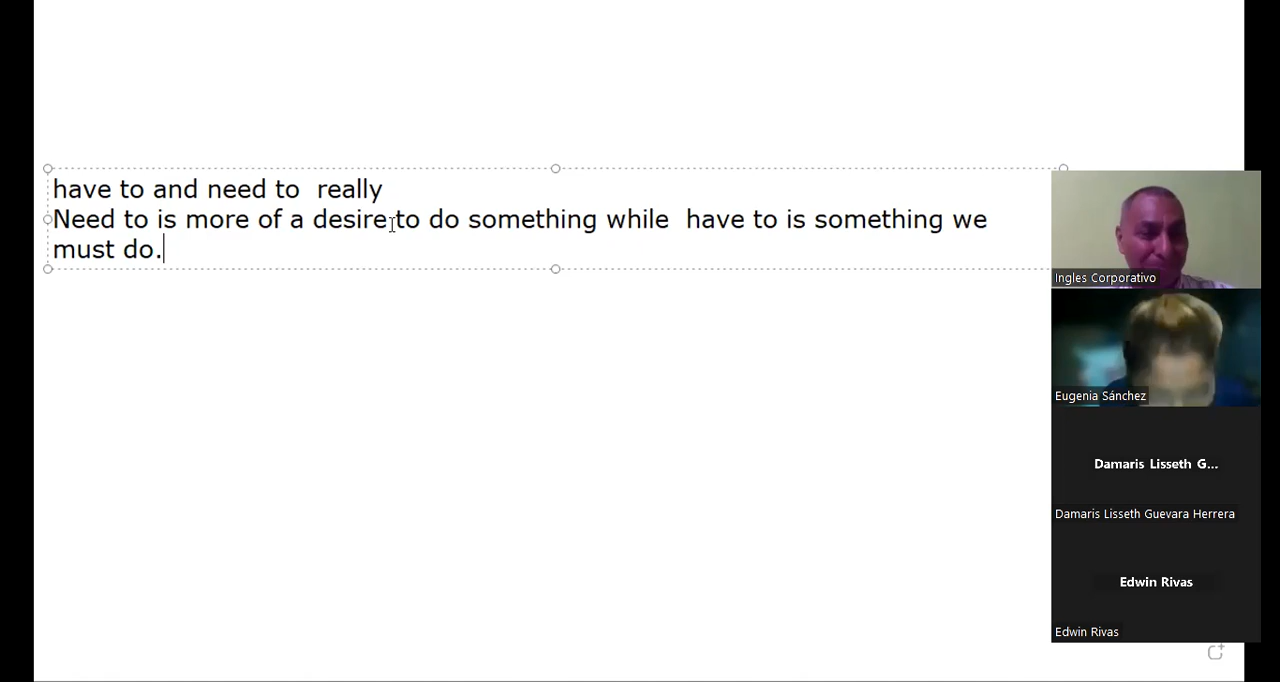 have to and need to  really
Need to is more of a desire to do something while  have to is something we
must do.
Ingles Corporativo
Eugenia Sánchez
Damaris Lisseth G...
Damaris Lisseth Guevara Herrera
Edwin Rivas
Edwin Rivas